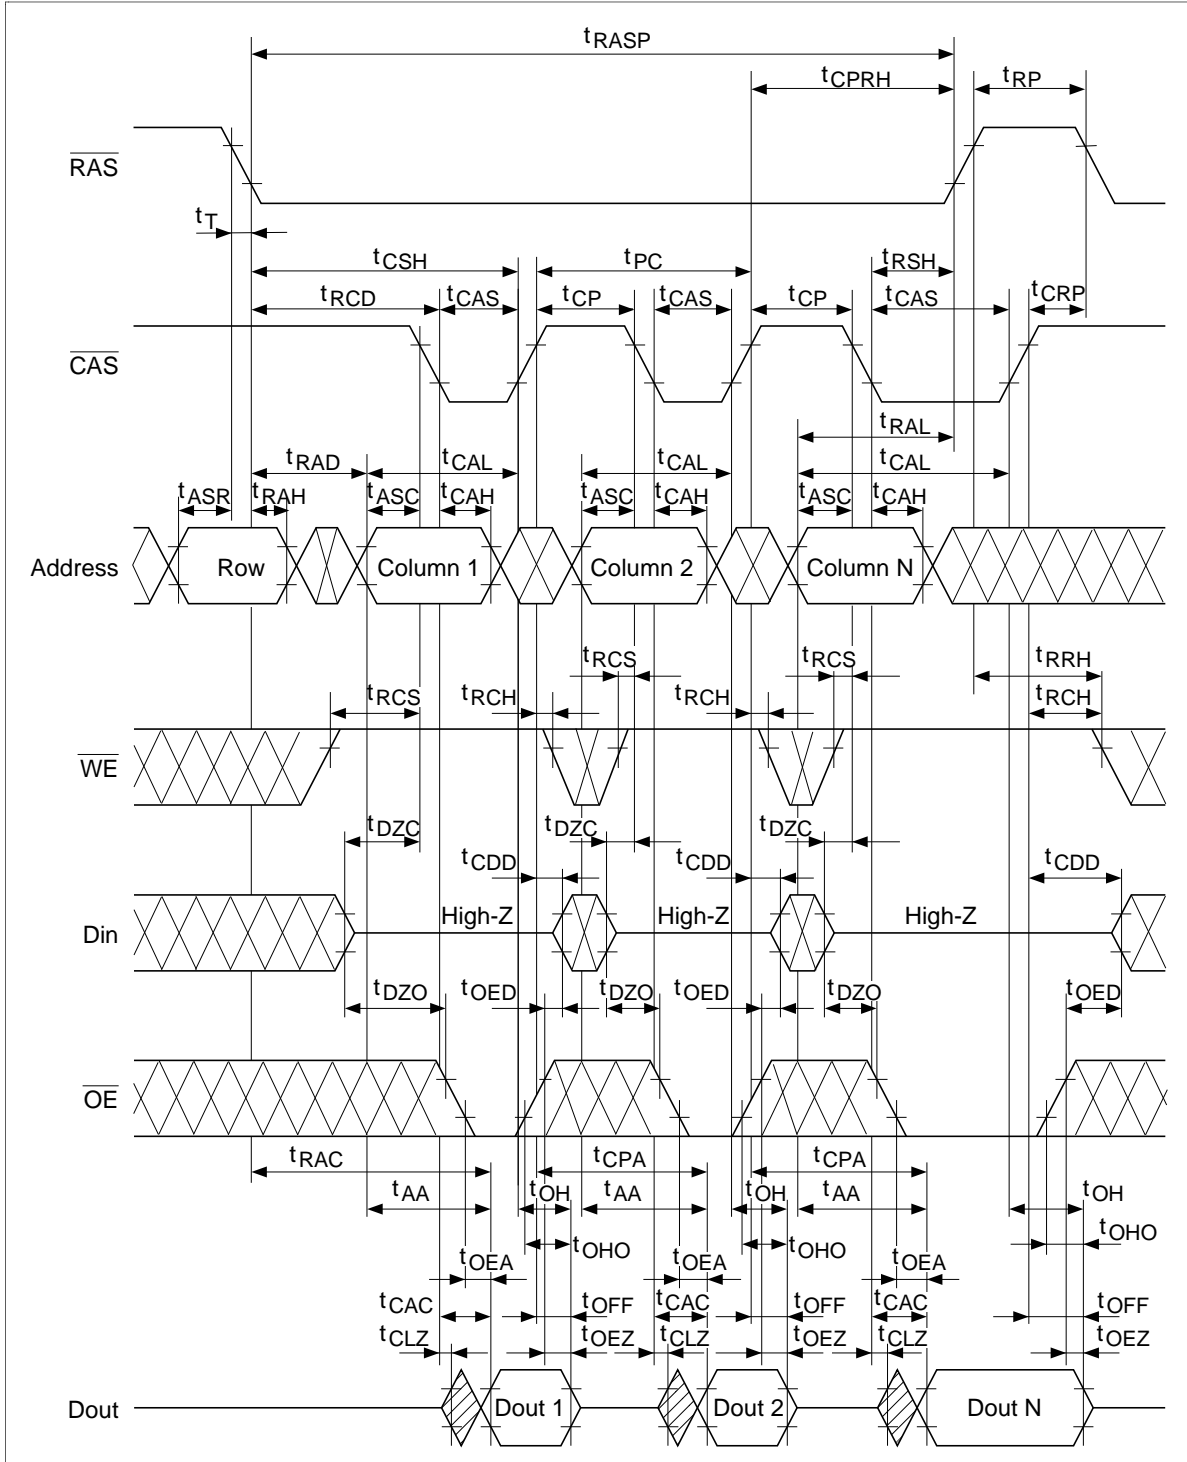 tRASP
tCPRH tRP
RAS
tT
tCSH tPC tRSH
tRCD tCAS tCP tCAS tCP tCAS tCRP
CAS
tRAL
tRAD tCAL tCAL tCAL
tASR tRAH tASC tCAH tASC tCAH tASC tCAH
Address Row Column 1 Column 2 Column N
tRCS tRCS tRRH
tRCS tRCH tRCH tRCH
WE
tDZC tDZC tDZC
tCDD tCDD tCDD
High-Z High-Z High-Z
Din
tDZO tOED tDZO tOED tDZO tOED
OE
tRAC tCPA tCPA
tAA tOH tAA tOH tAA tOH
tOHO tOHO tOHO
tOEA tOEA tOEA
tCAC tOFF tCAC tOFF tCAC tOFF
tCLZ tOEZ tCLZ tOEZ tCLZ tOEZ
Dout Dout 1 Dout 2 Dout N